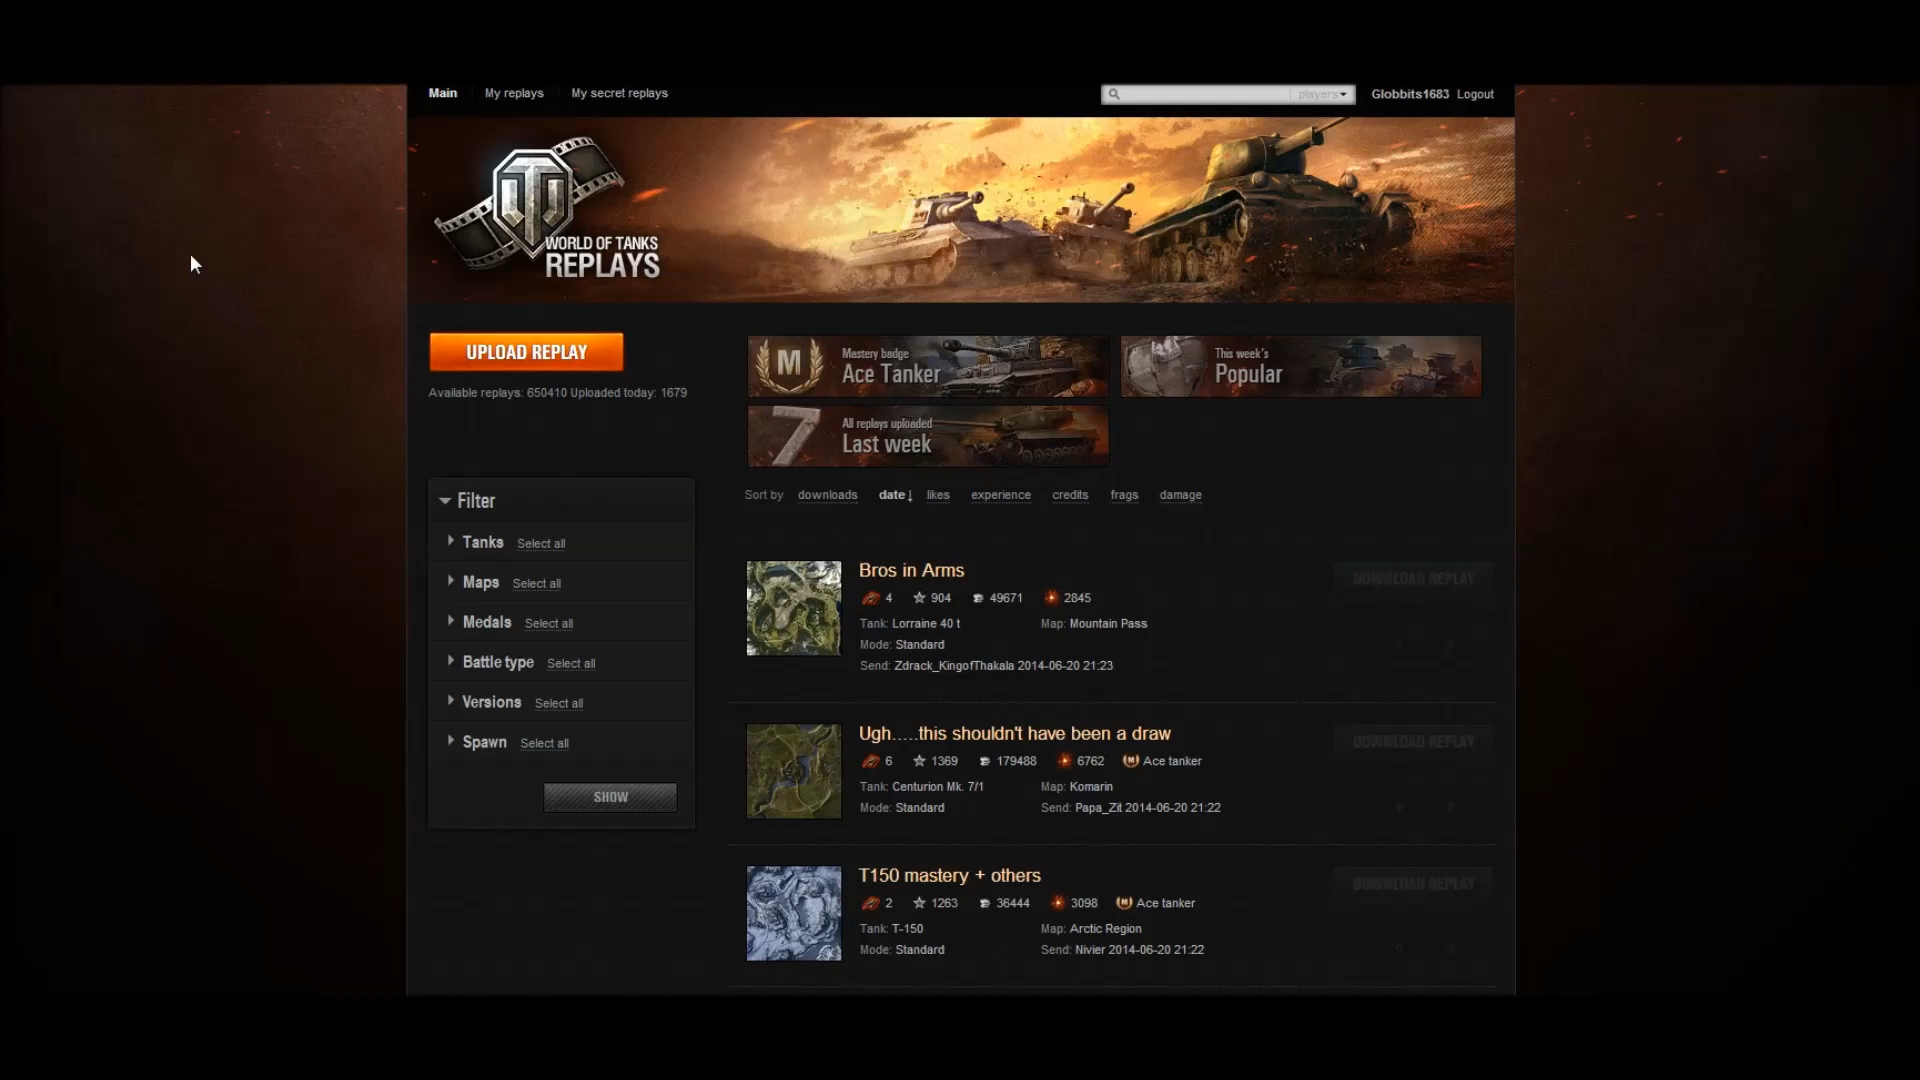 Main My replays My secret replays players Globbits1683 Logout
WORLD OF TANKS
REPLAYS
UPLOAD REPLAY
Available replays: 650410 Uploaded today: 1679
M Mastery badge
Ace Tanker
This week's
Popular
7 All replays uploaded
Last week
Sort by downloads date↓ likes experience credits frags damage
Filter
Tanks Select all
Maps Select all
Medals Select all
Battle type Select all
Versions Select all
Spawn Select all
SHOW
Bros in Arms
DOWNLOAD REPLAY
4 904 49671 2845
Tank: Lorraine 40 t Map: Mountain Pass
Mode: Standard
Send: Zdrack_KingofThakala 2014-06-20 21:23
Ugh.....this shouldn't have been a draw
DOWNLOAD REPLAY
6 1369 179488 6762 Ace tanker
Tank: Centurion Mk. 7/1 Map: Komarin
Mode: Standard Send: Papa_Zit 2014-06-20 21:22
T150 mastery + others
DOWNLOAD REPLAY
2 1263 36444 3098 Ace tanker
Tank: T-150 Map: Arctic Region
Mode: Standard Send: Nivier 2014-06-20 21:22